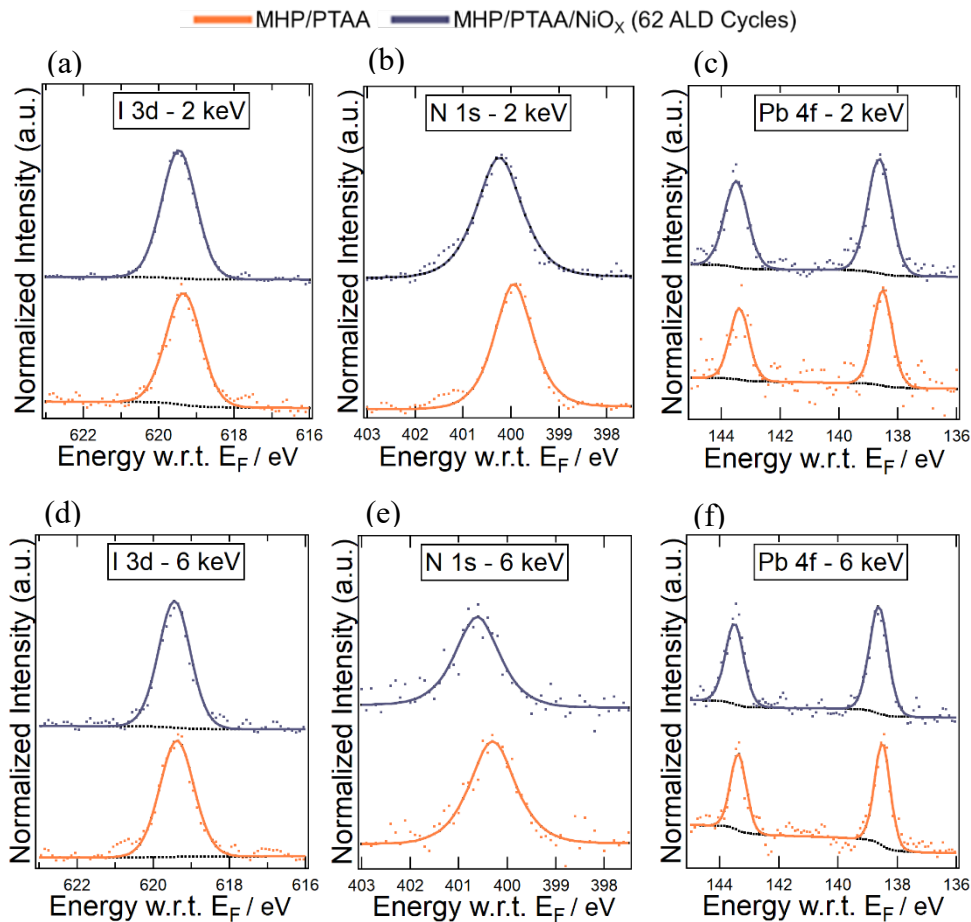 MHP/PTAA MHP/PTAA/NiOX (62 ALD Cycles)
(a) (b) (c)
Normalized Intensity (a.u.)
I 3d - 2 keV
622 620 618 616
Energy w.r.t. EF / eV
Normalized Intensity (a.u.)
N 1s - 2 keV
403 402 401 400 399 398
Energy w.r.t. EF / eV
Normalized Intensity (a.u.)
Pb 4f - 2 keV
144 142 140 138 136
Energy w.r.t. EF / eV
(d) (e) (f)
Normalized Intensity (a.u.)
I 3d - 6 keV
622 620 618 616
Energy w.r.t. EF / eV
Normalized Intensity (a.u.)
N 1s - 6 keV
403 402 401 400 399 398
Energy w.r.t. EF / eV
Normalized Intensity (a.u.)
Pb 4f - 6 keV
144 142 140 138 136
Energy w.r.t. EF / eV